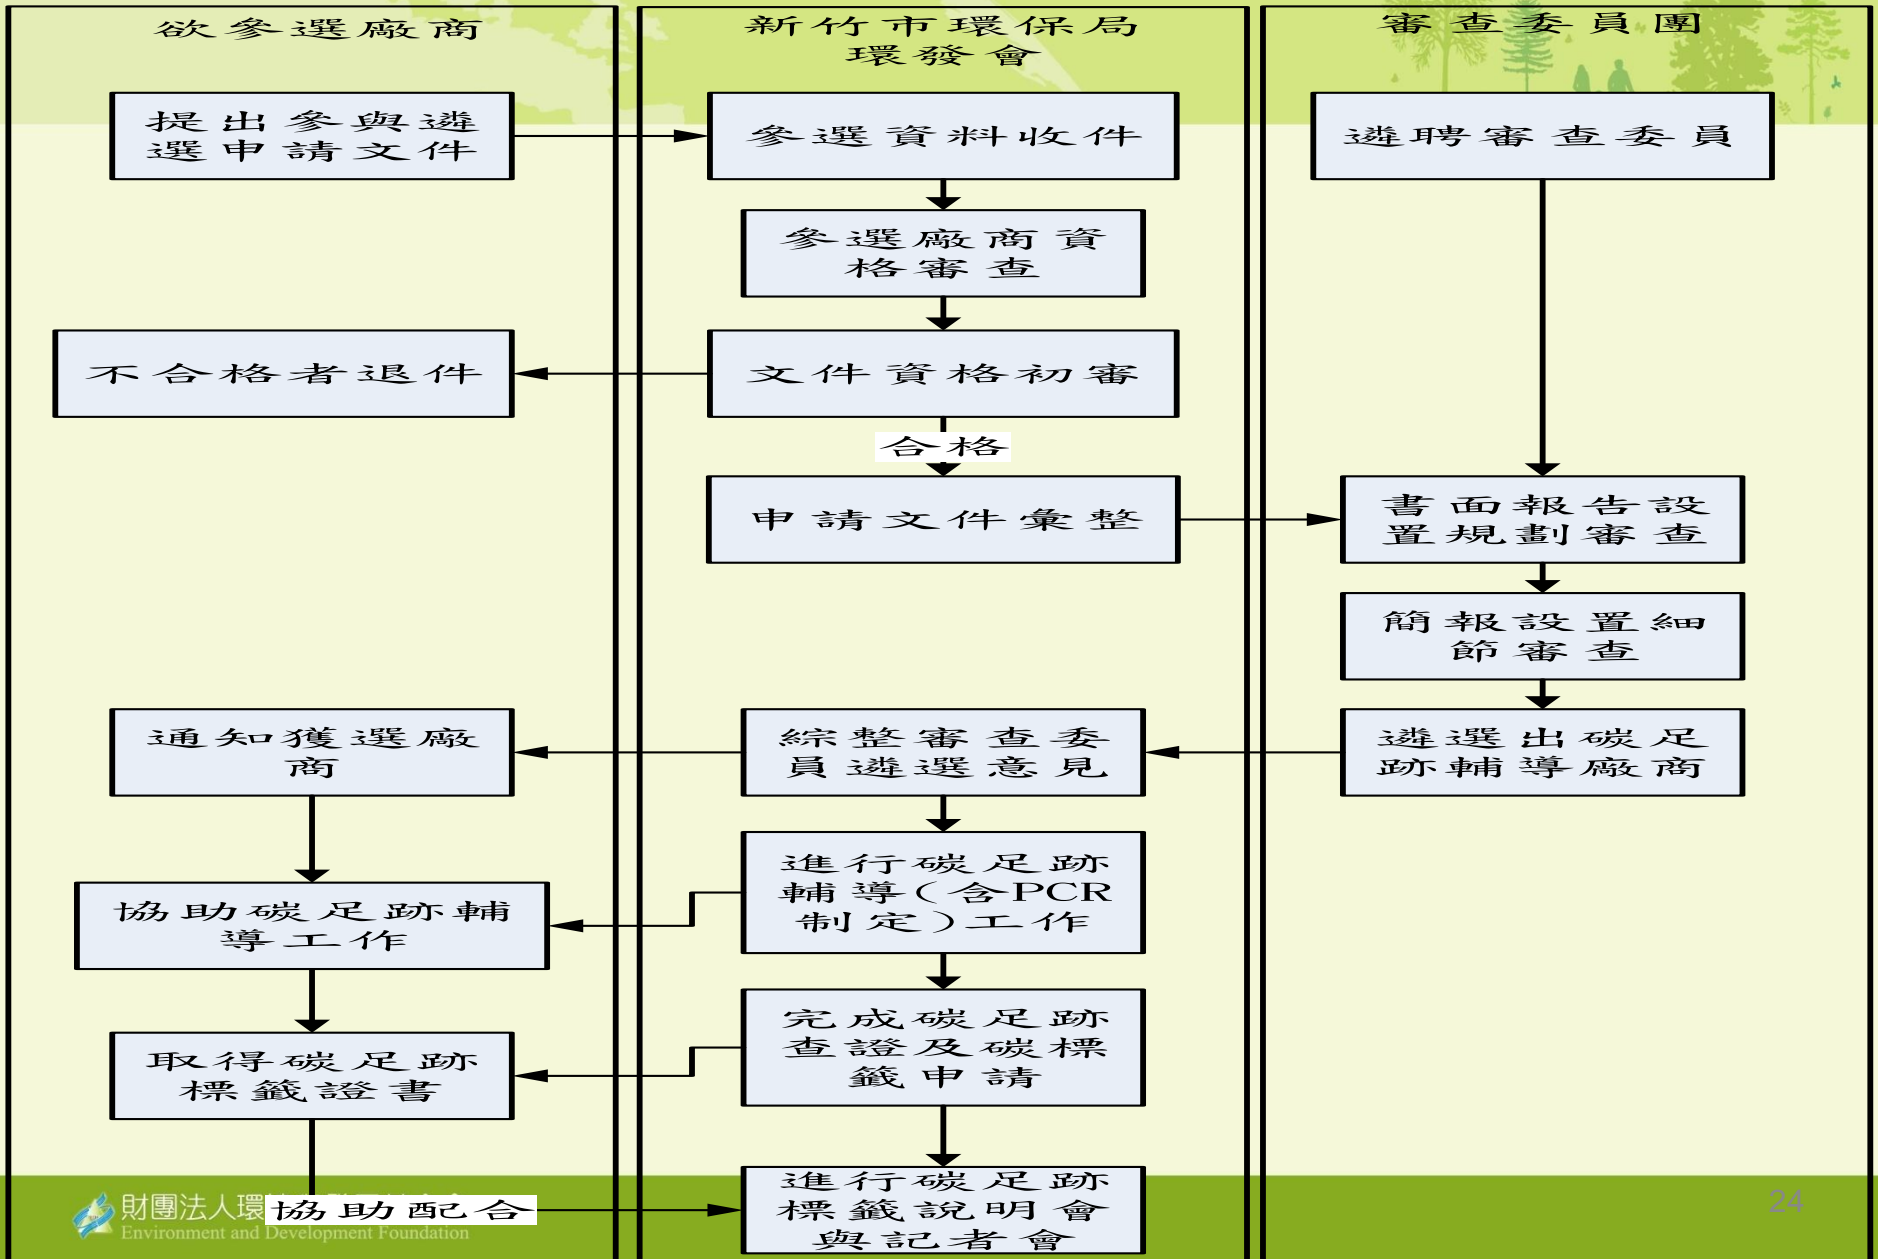 欲參選廠商
新竹市環保局
環發會
審查委員團
提出參與遴
選申請文件
參選資料收件
遴聘審查委員
參選廠商資
格審查
不合格者退件
文件資格初審
合格
申請文件彙整
書面報告設
置規劃審查
簡報設置細
節審查
通知獲選廠
商
綜整審查委
員遴選意見
遴選出碳足
跡輔導廠商
進行碳足跡
輔導(含PCR
制定)工作
協助碳足跡輔
導工作
完成碳足跡
查證及碳標
籤申請
取得碳足跡
標籤證書
進行碳足跡
標籤說明會
與記者會
協助配合
財團法人環
Environment and Development Foundation
24